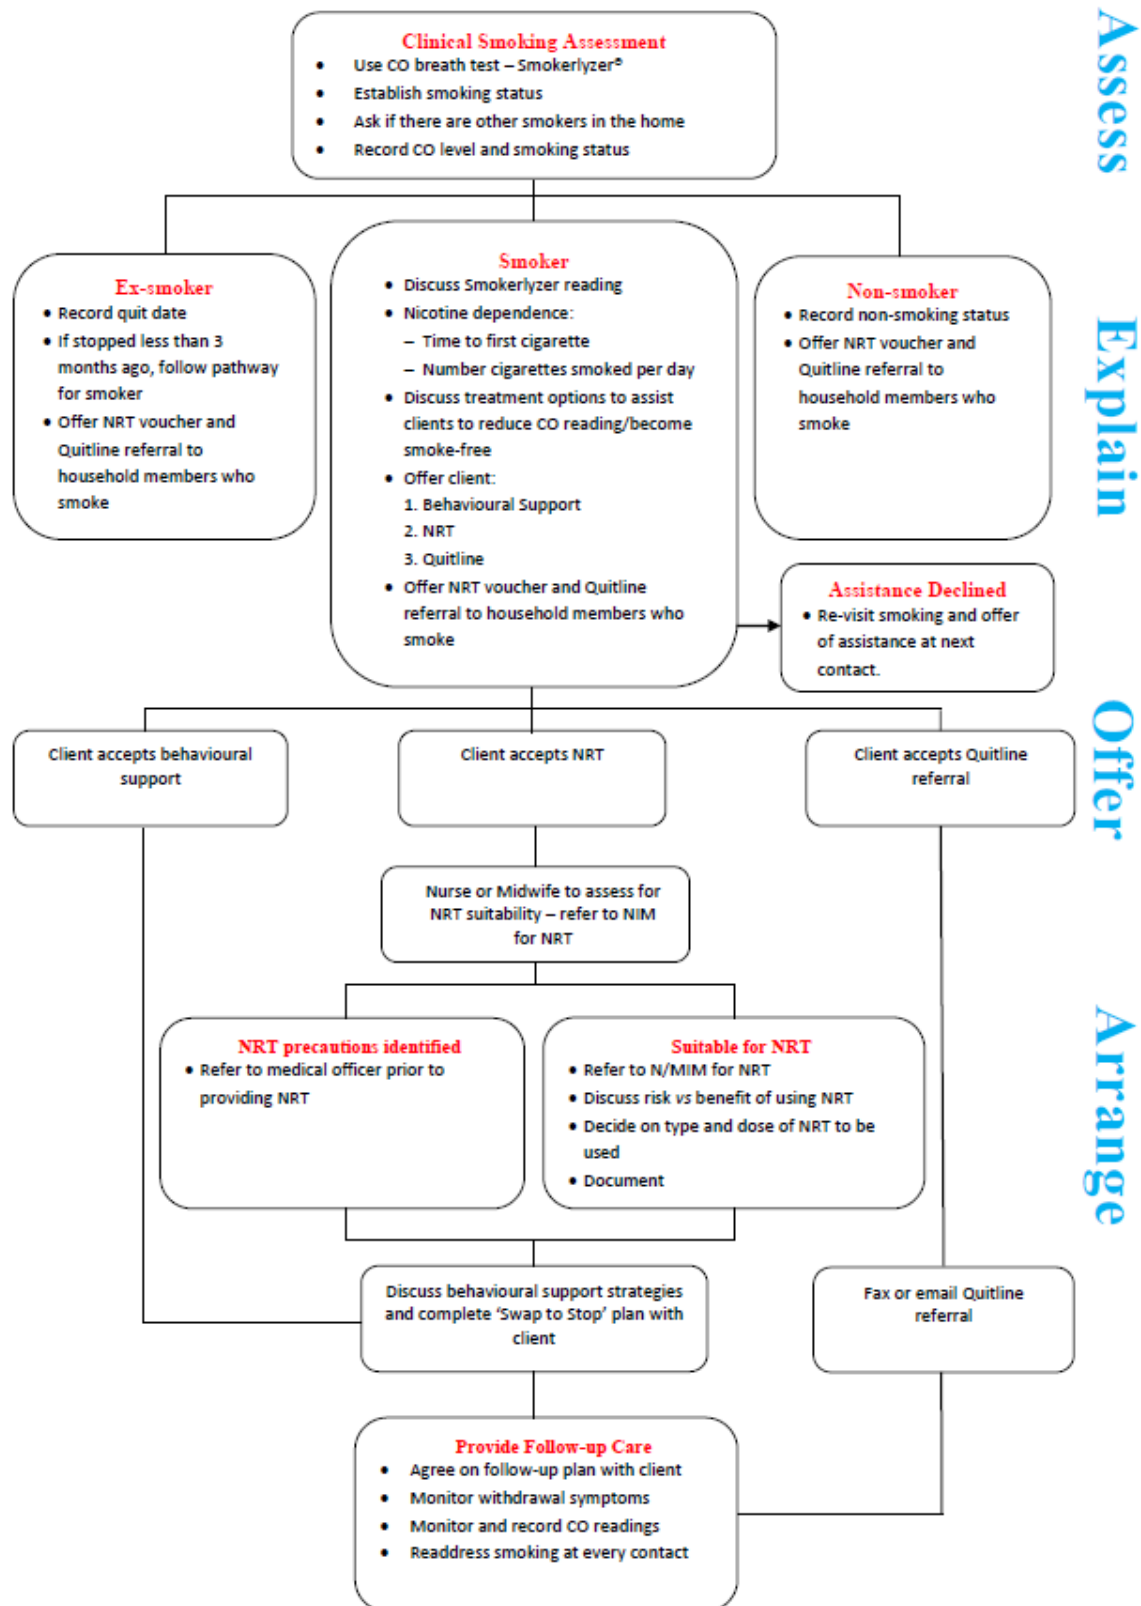 Clinical Smoking Assessment
• Use CO breath test – Smokerlyzer®
• Establish smoking status
• Ask if there are other smokers in the home
• Record CO level and smoking status
Assess
Ex-smoker
• Record quit date
• If stopped less than 3
months ago, follow pathway
for smoker
• Offer NRT voucher and
Quitline referral to
household members who
smoke
Smoker
• Discuss Smokerlyzer reading
• Nicotine dependence:
– Time to first cigarette
– Number cigarettes smoked per day
• Discuss treatment options to assist
clients to reduce CO reading/become
smoke-free
• Offer client:
1. Behavioural Support
2. NRT
3. Quitline
• Offer NRT voucher and Quitline
referral to household members who
smoke
Non-smoker
• Record non-smoking status
• Offer NRT voucher and
Quitline referral to
household members who
smoke
Explain
Assistance Declined
• Re-visit smoking and offer
of assistance at next
contact.
Client accepts behavioural
support
Client accepts NRT
Client accepts Quitline
referral
Offer
Nurse or Midwife to assess for
NRT suitability – refer to NIM
for NRT
NRT precautions identified
• Refer to medical officer prior to
providing NRT
Suitable for NRT
• Refer to N/MIM for NRT
• Discuss risk vs benefit of using NRT
• Decide on type and dose of NRT to be
used
• Document
Arrange
Discuss behavioural support strategies
and complete ‘Swap to Stop’ plan with
client
Fax or email Quitline
referral
Provide Follow-up Care
• Agree on follow-up plan with client
• Monitor withdrawal symptoms
• Monitor and record CO readings
• Readdress smoking at every contact